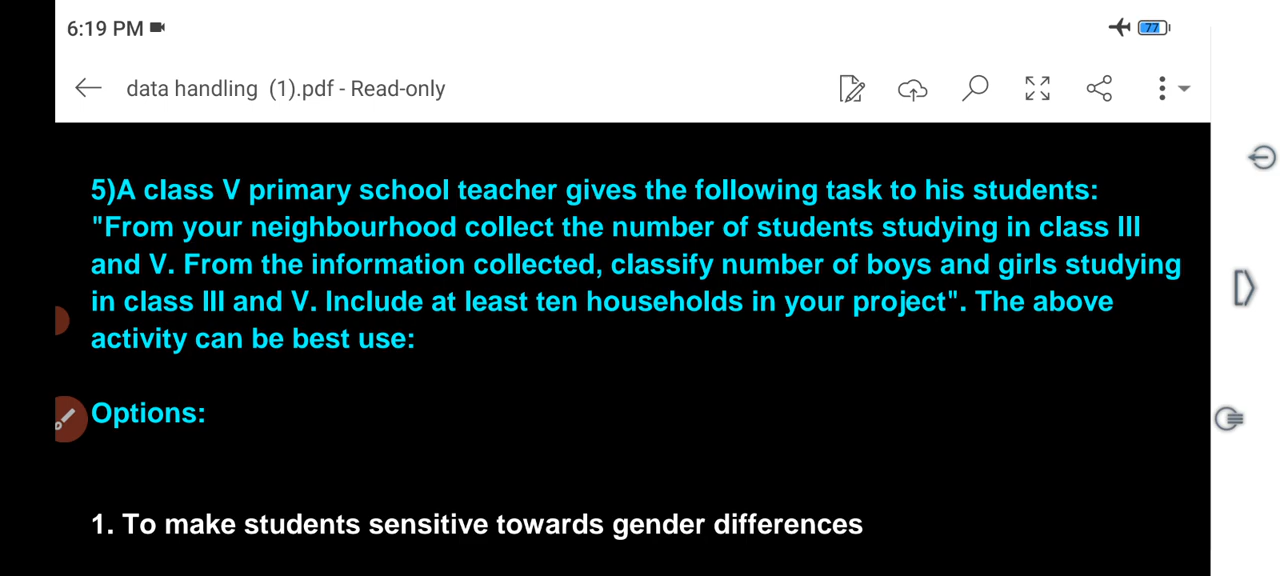 6:19 PM
77
data handling (1).pdf - Read-only
5)A class V primary school teacher gives the following task to his students:
"From your neighbourhood collect the number of students studying in class III
and V. From the information collected, classify number of boys and girls studying
in class III and V. Include at least ten households in your project". The above
activity can be best use:
Options:
1. To make students sensitive towards gender differences